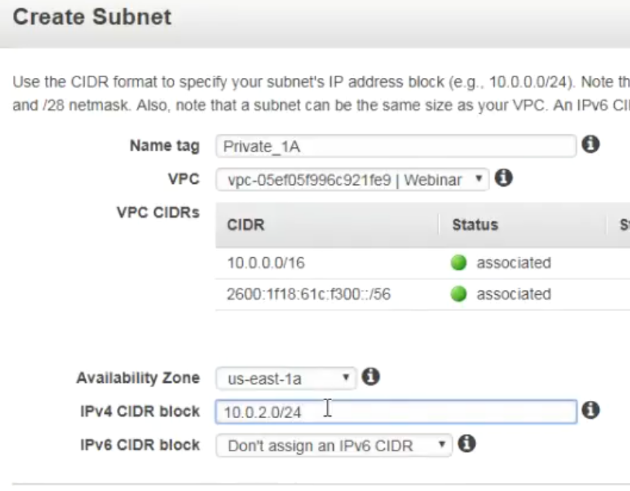 Create Subnet
Use the CIDR format to specify your subnet's IP address block (e.g., 10.0.0.0/24). Note
and /28 netmask. Also, note that a subnet can be the same size as your VPC. An IPv6
Name tag Private_1A
VPC vpc-05ef05f996c921fe9 | Webinar
VPC CIDRs CIDR Status
10.0.0.0/16 associated
2600:1f18:61c:f300::/56 associated
Availability Zone us-east-1a
IPv4 CIDR block 10.0.2.0/24
IPv6 CIDR block Don't assign an IPv6 CIDR